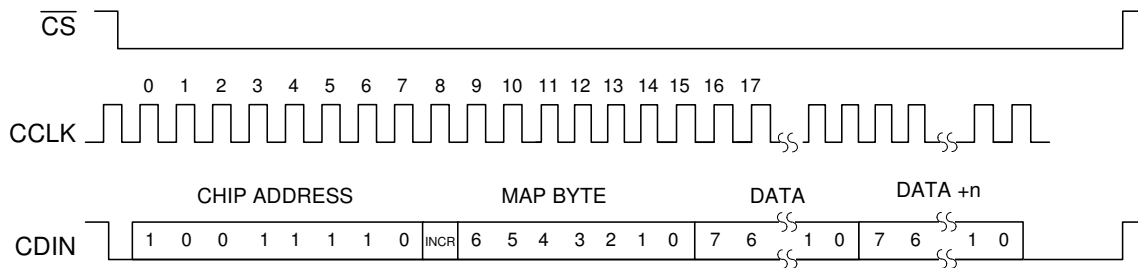 CS
0 1 2 3 4 5 6 7 8 9 10 11 12 13 14 15 16 17
CCLK
CHIP ADDRESS MAP BYTE DATA DATA +n
CDIN 1 0 0 1 1 1 1 0 INCR 6 5 4 3 2 1 0 7 6 1 0 7 6 1 0